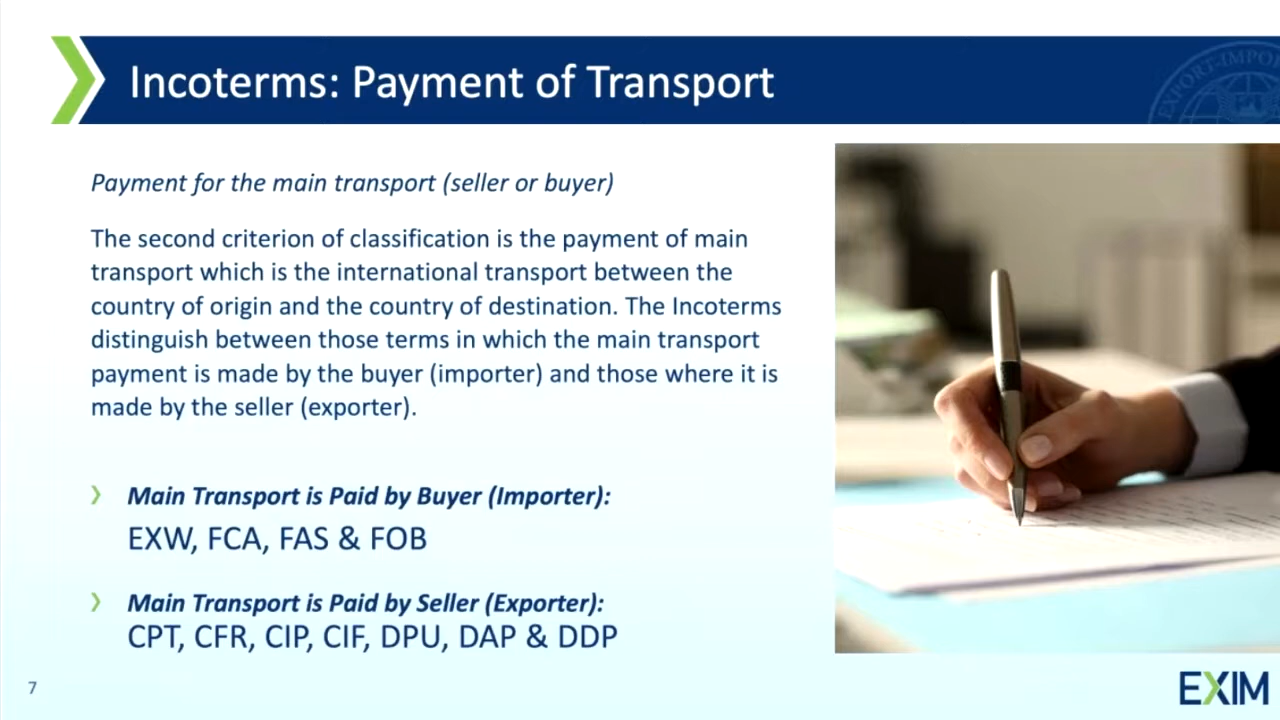 Incoterms: Payment of Transport
EXPORT-IMPO
Payment for the main transport (seller or buyer)
The second criterion of classification is the payment of main
transport which is the international transport between the
country of origin and the country of destination. The Incoterms
distinguish between those terms in which the main transport
payment is made by the buyer (importer) and those where it is
made by the seller (exporter).
Main Transport is Paid by Buyer (Importer):
EXW, FCA, FAS & FOB
Main Transport is Paid by Seller (Exporter):
CPT, CFR, CIP, CIF, DPU, DAP & DDP
7
EXIM